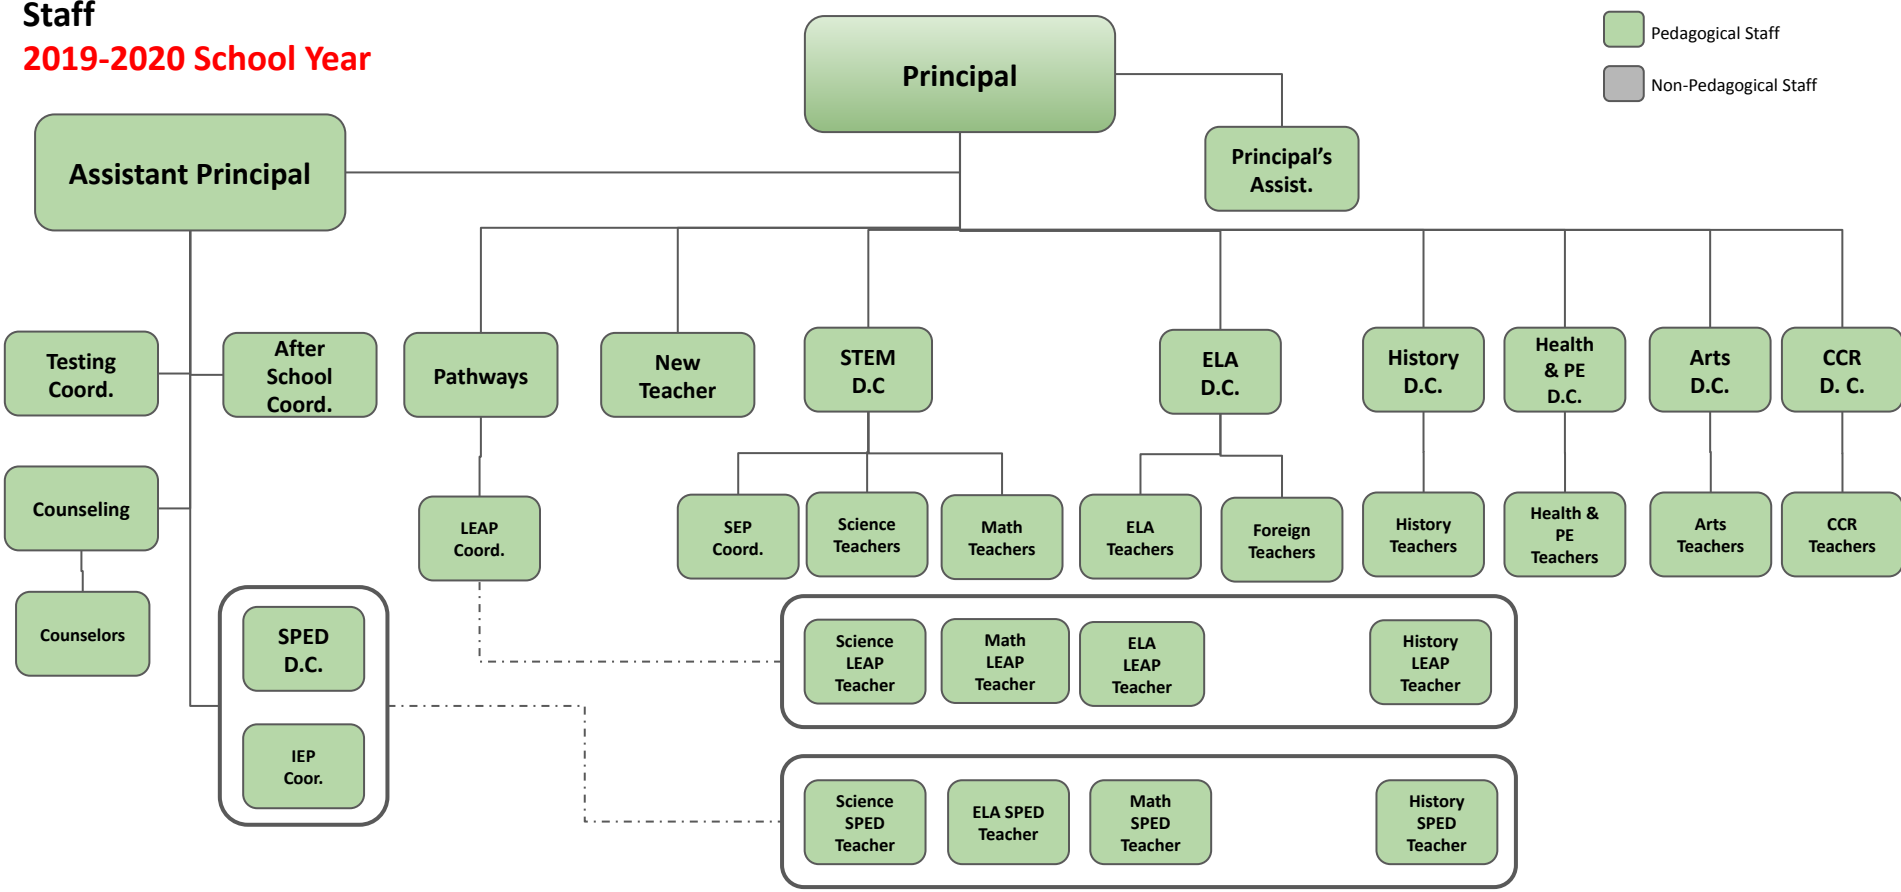 Staff
2019-2020 School Year
Principal
Pedagogical Staff
Non-Pedagogical Staff
Assistant Principal
Principal’s
Assist.
Testing
Coord.
After
School
Coord.
Pathways
New
Teacher
STEM
D.C
ELA
D.C.
History
D.C.
Health
& PE
D.C.
Arts
D.C.
CCR
D. C.
Counseling
LEAP
Coord.
SEP
Coord.
Science
Teachers
Math
Teachers
ELA
Teachers
Foreign
Teachers
History
Teachers
Health &
PE
Teachers
Arts
Teachers
CCR
Teachers
Counselors
SPED
D.C.
IEP
Coor.
Science
LEAP
Teacher
Math
LEAP
Teacher
ELA
LEAP
Teacher
History
LEAP
Teacher
Science
SPED
Teacher
ELA SPED
Teacher
Math
SPED
Teacher
History
SPED
Teacher